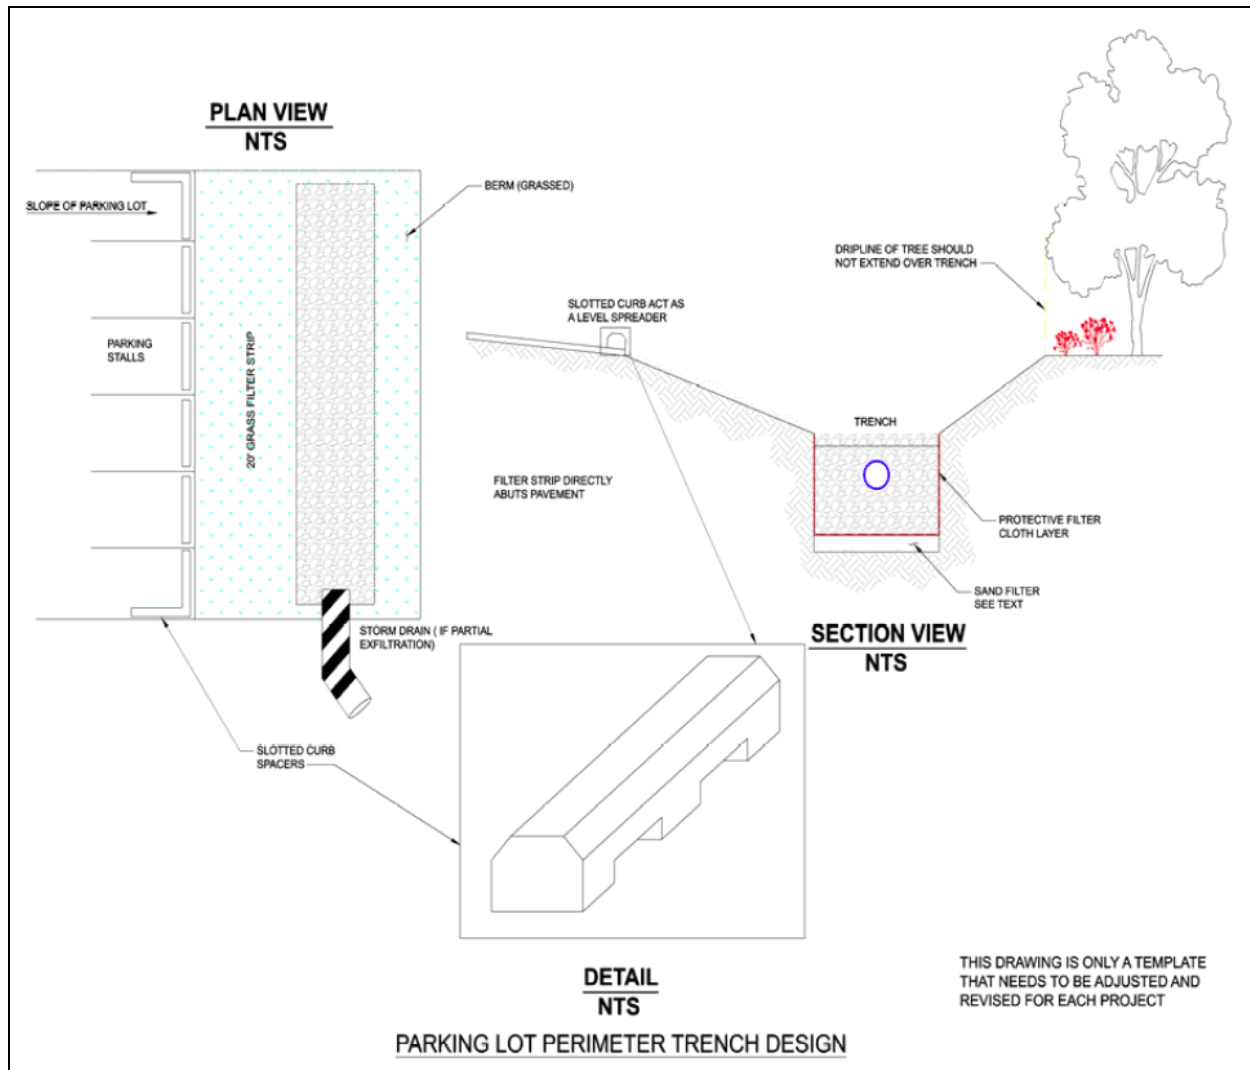 PLAN VIEW
NTS
BERM (GRASSED)
SLOPE OF PARKING LOT
PARKING
STALLS
20' GRASS FILTER STRIP
STORM DRAIN ( IF PARTIAL
EXFILTRATION)
SLOTTED CURB
SPACERS
DRIPLINE OF TREE SHOULD
NOT EXTEND OVER TRENCH
SLOTTED CURB ACT AS
A LEVEL SPREADER
TRENCH
FILTER STRIP DIRECTLY
ABUTS PAVEMENT
PROTECTIVE FILTER
CLOTH LAYER
SAND FILTER
SEE TEXT
SECTION VIEW
NTS
DETAIL
NTS
THIS DRAWING IS ONLY A TEMPLATE
THAT NEEDS TO BE ADJUSTED AND
REVISED FOR EACH PROJECT
PARKING LOT PERIMETER TRENCH DESIGN